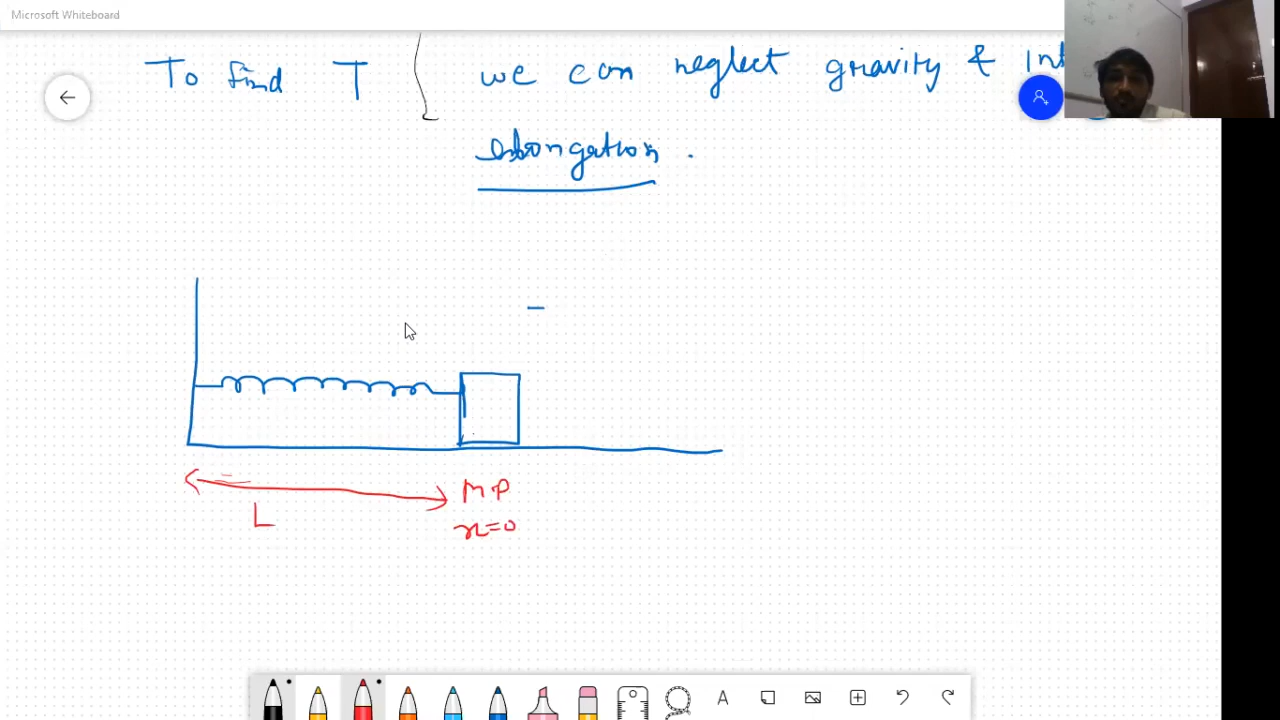 Microsoft Whiteboard
To find T { we can neglect gravity & int
elongation.
L
MP
x=0
A